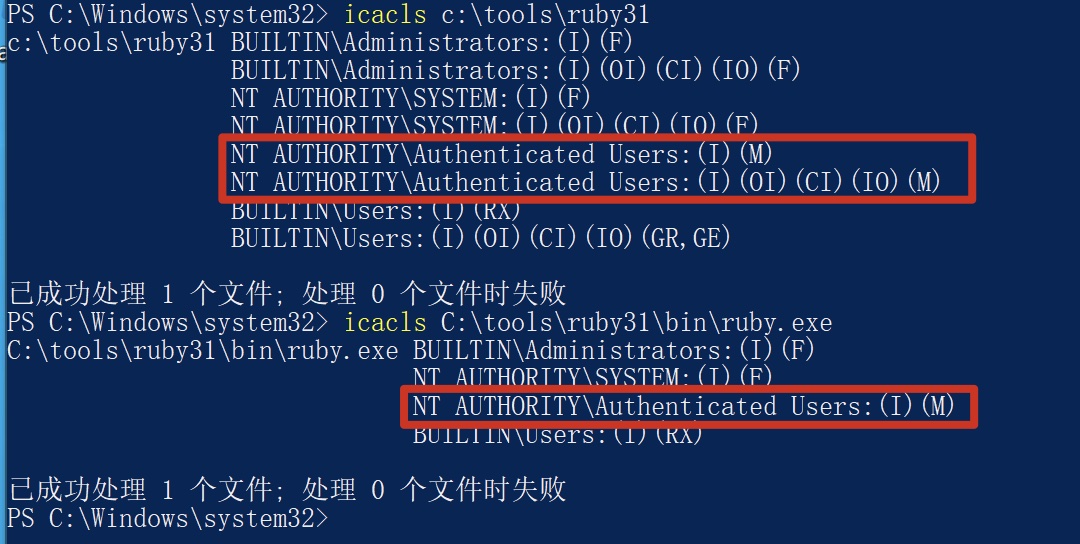 PS C:\Windows\system32> icacls c:\tools\ruby31
c:\tools\ruby31 BUILTIN\Administrators:(I)(F)
BUILTIN\Administrators:(I)(OI)(CI)(IO)(F)
NT AUTHORITY\SYSTEM:(I)(F)
NT AUTHORITY\SYSTEM:(I)(OI)(CI)(IO)(F)
NT AUTHORITY\Authenticated Users:(I)(M)
NT AUTHORITY\Authenticated Users:(I)(OI)(CI)(IO)(M)
BUILTIN\Users:(I)(RX)
BUILTIN\Users:(I)(OI)(CI)(IO)(GR,GE)
已成功处理 1 个文件; 处理 0 个文件时失败
PS C:\Windows\system32> icacls C:\tools\ruby31\bin\ruby.exe
C:\tools\ruby31\bin\ruby.exe BUILTIN\Administrators:(I)(F)
NT AUTHORITY\SYSTEM:(I)(F)
NT AUTHORITY\Authenticated Users:(I)(M)
BUILTIN\Users:(I)(RX)
已成功处理 1 个文件; 处理 0 个文件时失败
PS C:\Windows\system32>